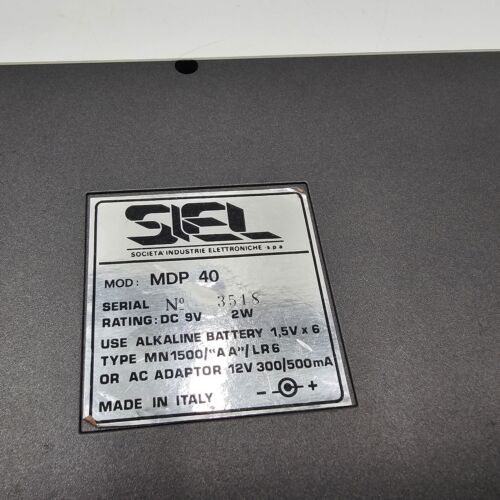 SIEL
SOCIETA' INDUSTRIE ELETTRONICHE s.p.a
MOD: MDP 40
SERIAL Nº 3518
RATING: DC 9V 2W
USE ALKALINE BATTERY 1,5V x 6
TYPE MN1500/"AA"/LR6
OR AC ADAPTOR 12V 300/500mA
MADE IN ITALY - +